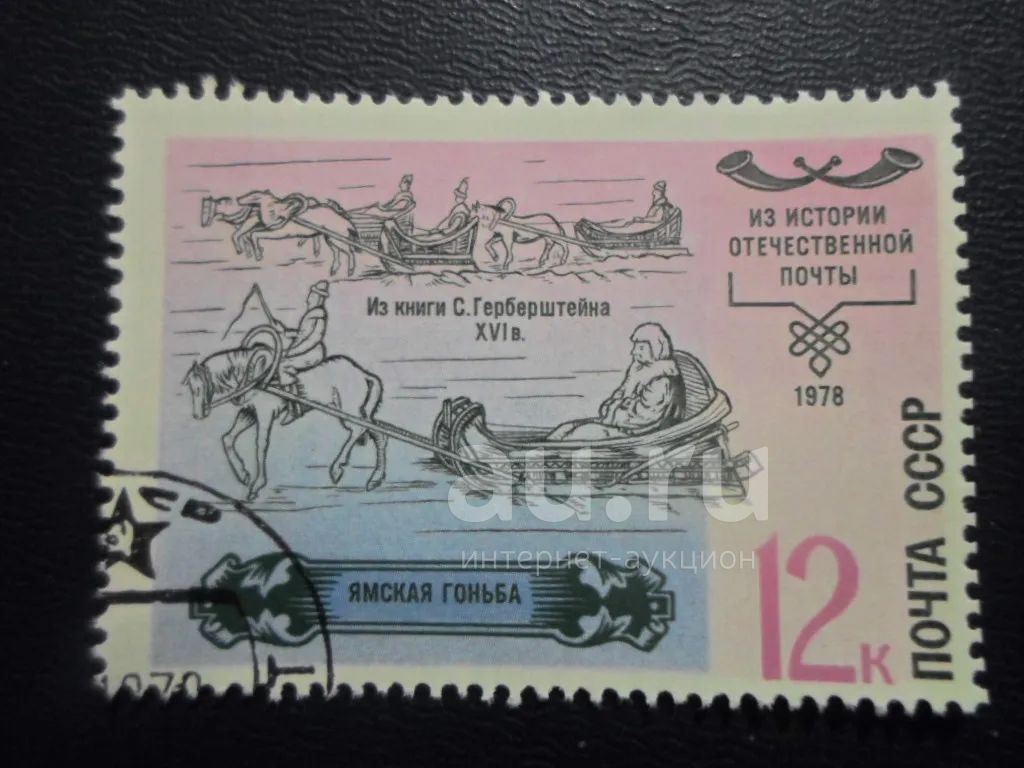 ИЗ ИСТОРИИ
ОТЕЧЕСТВЕННОЙ
ПОЧТЫ
1978
Из книги С. Герберштейна
XVI в.
ЯМСКАЯ ГОНЬБА
12к
ПОЧТА СССР
au.ru
интернет-аукцион